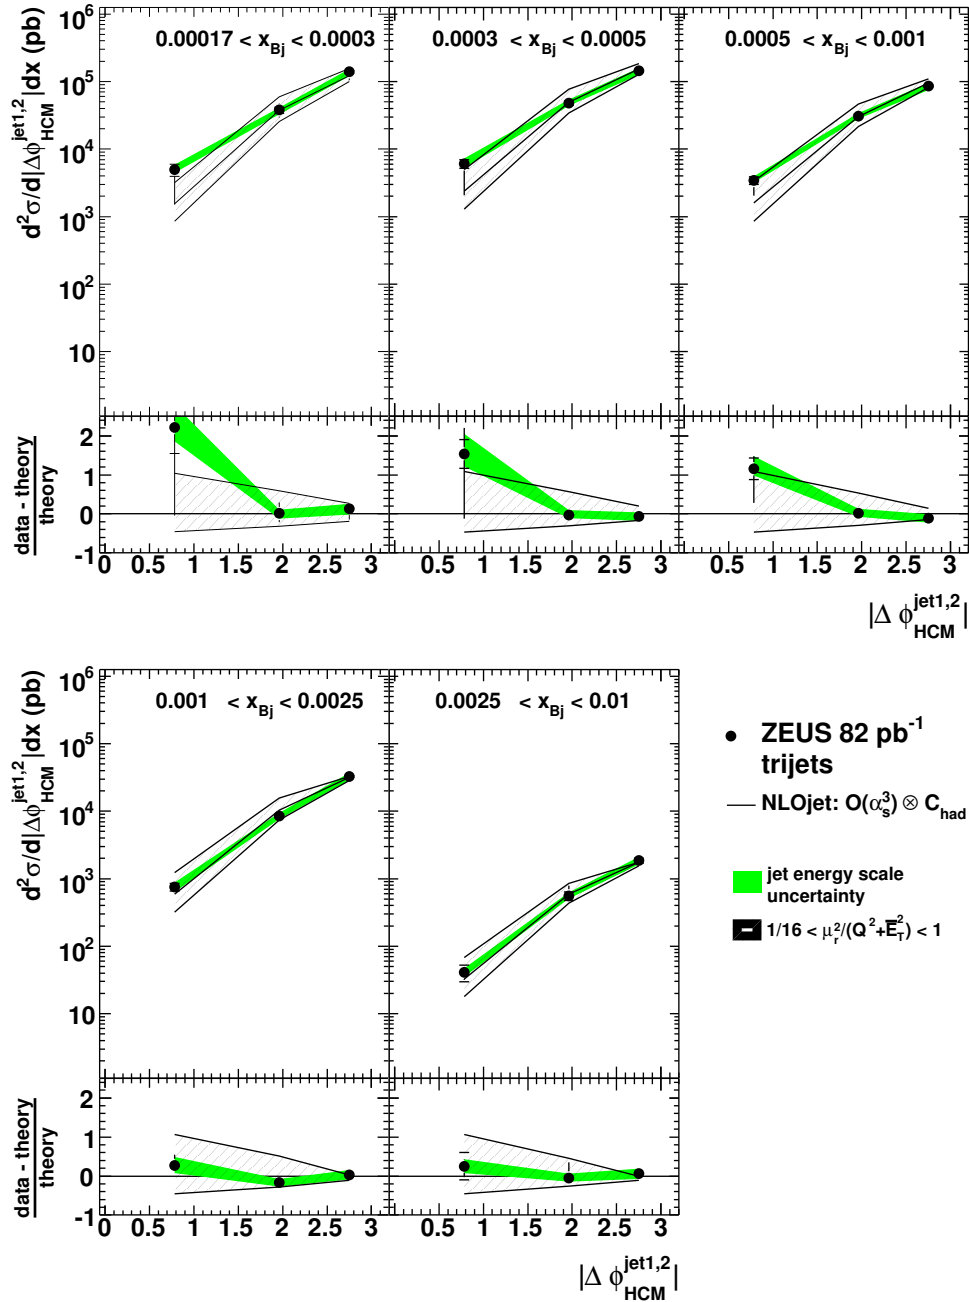 d²σ/d|Δϕ_HCM^jet1,2|dx (pb)
10⁶
10⁵
10⁴
10³
10²
10
0.00017 < x_Bj < 0.0003
0.0003 < x_Bj < 0.0005
0.0005 < x_Bj < 0.001
data - theory
theory
2
1
0
-1
0 0.5 1 1.5 2 2.5 3
0.5 1 1.5 2 2.5 3
0.5 1 1.5 2 2.5 3
|Δ ϕ_HCM^jet1,2|
d²σ/d|Δϕ_HCM^jet1,2|dx (pb)
10⁶
10⁵
10⁴
10³
10²
10
0.001 < x_Bj < 0.0025
0.0025 < x_Bj < 0.01
data - theory
theory
2
1
0
-1
0 0.5 1 1.5 2 2.5 3
0.5 1 1.5 2 2.5 3
|Δ ϕ_HCM^jet1,2|
ZEUS 82 pb⁻¹
trijets
NLOjet: O(α_s³) ⊗ C_had
jet energy scale
uncertainty
1/16 < μ_r²/(Q²+E̅_T²) < 1